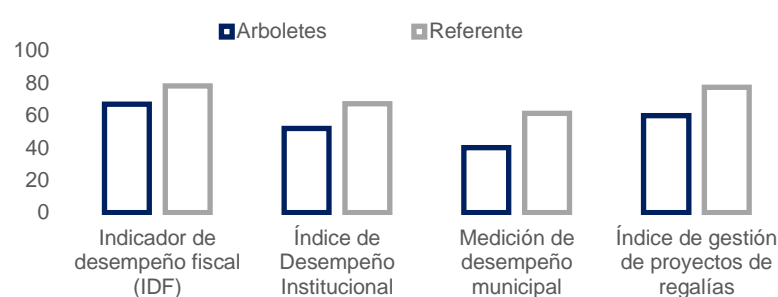 Arboletes
Referente
100
80
60
40
20
0
Indicador de
desempeño fiscal
(IDF)
Índice de
Desempeño
Institucional
Medición de
desempeño
municipal
Índice de gestión
de proyectos de
regalías